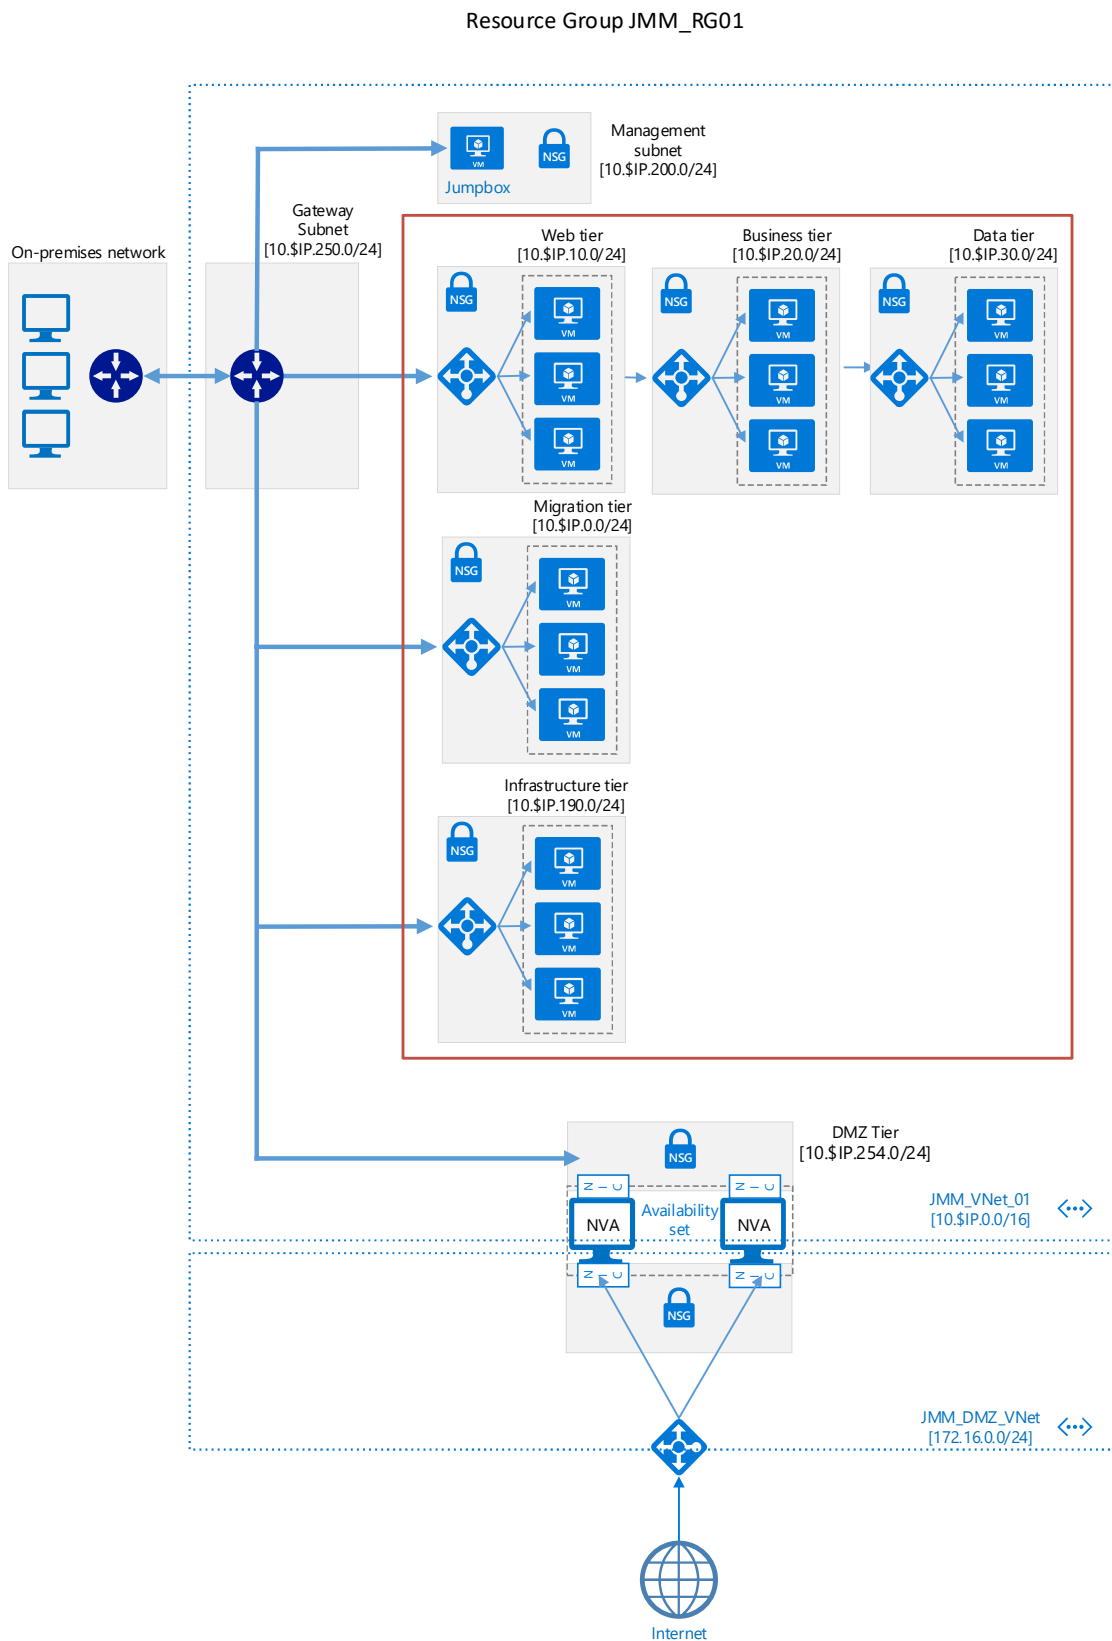 Resource Group JMM_RG01
Management
subnet
[10.$IP.200.0/24]
VM
NSG
Jumpbox
Gateway
Subnet
[10.$IP.250.0/24]
On-premises network
Web tier
[10.$IP.10.0/24]
NSG
VM
VM
VM
Business tier
[10.$IP.20.0/24]
NSG
VM
VM
VM
Data tier
[10.$IP.30.0/24]
NSG
VM
VM
VM
Migration tier
[10.$IP.0.0/24]
NSG
VM
VM
VM
Infrastructure tier
[10.$IP.190.0/24]
NSG
VM
VM
VM
DMZ Tier
[10.$IP.254.0/24]
NSG
NIC
NIC
NVA
Availability
set
NVA
NIC
NIC
NSG
JMM_VNet_01
[10.$IP.0.0/16]
JMM_DMZ_VNet
[172.16.0.0/24]
Internet